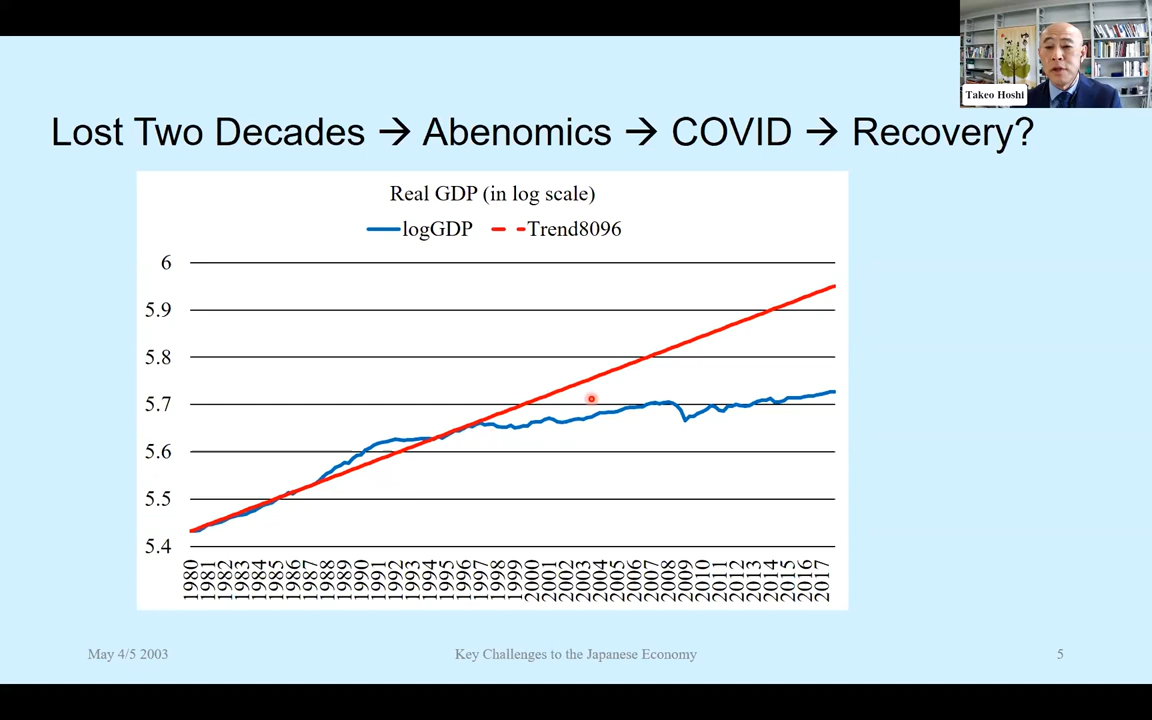 Takeo Hoshi
Lost Two Decades → Abenomics → COVID → Recovery?
Real GDP (in log scale)
logGDP Trend8096
6
5.9
5.8
5.7
5.6
5.5
5.4
1980 1981 1982 1983 1984 1985 1986 1987 1988 1989 1990 1991 1992 1993 1994 1995 1996 1997 1998 1999 2000 2001 2002 2003 2004 2005 2006 2007 2008 2009 2010 2011 2012 2013 2014 2015 2016 2017
May 4/5 2003 Key Challenges to the Japanese Economy 5